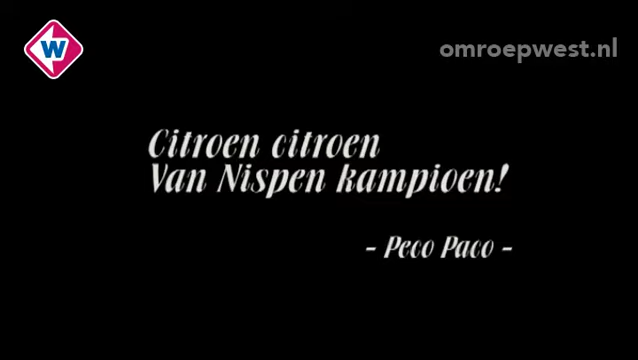 W
omroepwest.nl
Citroen citroen
Van Nispen kampioen!
- Peco Paco -